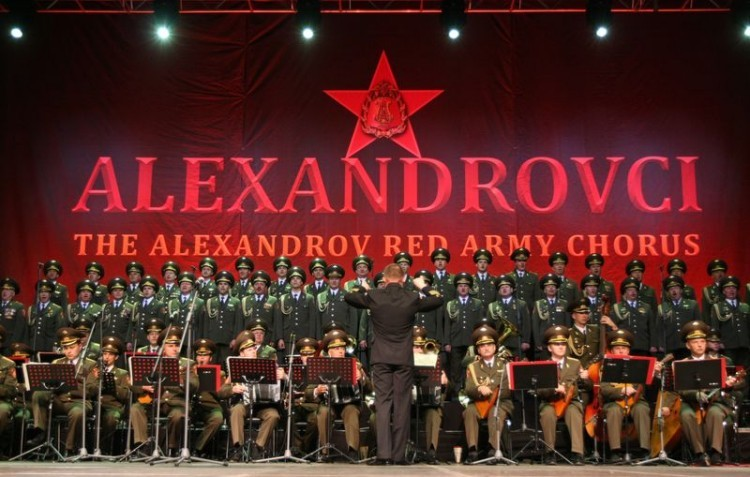 ALEXANDROVCI
THE ALEXANDROV RED ARMY CHORUS